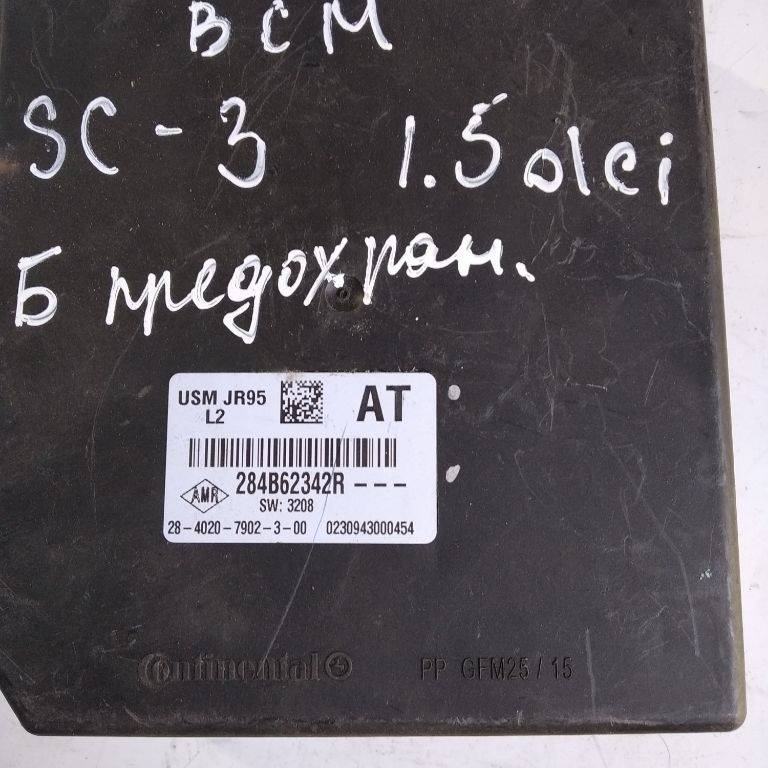 BCM
SC-3 1.5 dci
Б предохран.
USM JR95 AT
L2
AMR 284B62342R---
SW: 3208
28-4020-7902-3-00 0230943000454
Continental PP GFM25/15